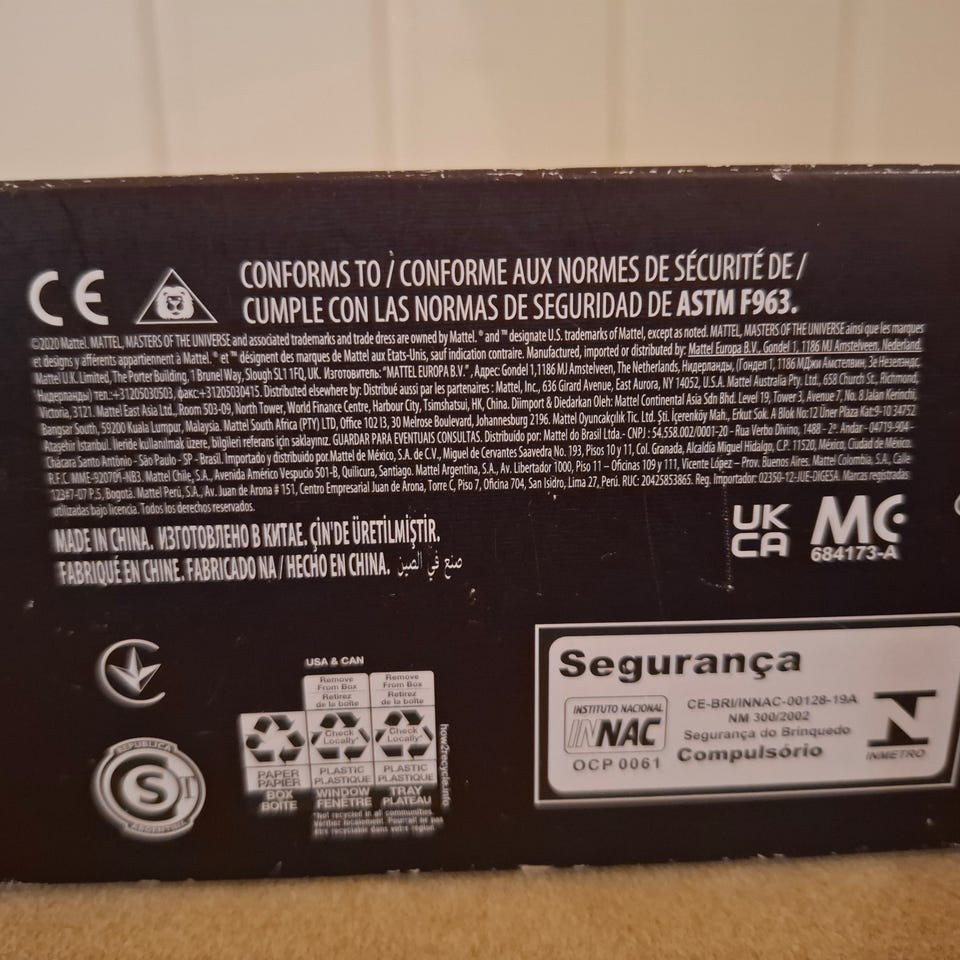 CE
CONFORMS TO / CONFORME AUX NORMES DE SÉCURITÉ DE /
CUMPLE CON LAS NORMAS DE SEGURIDAD DE ASTM F963.
©2020 Mattel. MATTEL, MASTERS OF THE UNIVERSE and associated trademarks and trade dress are owned by Mattel. ® and ™ designate U.S. trademarks of Mattel, except as noted. MATTEL, MASTERS OF THE UNIVERSE ainsi que les marques
et designs y afférents appartiennent à Mattel. ® et ™ désignent des marques de Mattel aux Etats-Unis, sauf indication contraire. Manufactured, imported or distributed by: Mattel Europa B.V., Gondel 1, 1186 MJ Amstelveen, Nederland.
Mattel U.K. Limited, The Porter Building, 1 Brunel Way, Slough SL1 1FQ, UK. Изготовитель: "MATTEL EUROPA B.V.", Адрес: Gondel 1, 1186 MJ Amstelveen, The Netherlands, Нидерланды, (Гондел 1, 1186 МДжи Амстелвин, Зе Незеландс,
Нидерланды) тел.:+31205030503, факс:+31205030415. Distributed elsewhere by: Distribué aussi par les partenaires : Mattel, Inc., 636 Girard Avenue, East Aurora, NY 14052, U.S.A. Mattel Australia Pty. Ltd., 658 Church St., Richmond,
Victoria, 3121. Mattel East Asia Ltd., Room 503-09, North Tower, World Finance Centre, Harbour City, Tsimshatsui, HK, China. Diimport & Diedarkan Oleh: Mattel Continental Asia Sdn Bhd. Level 19, Tower 3, Avenue 7, No. 8 Jalan Kerinchi,
Bangsar South, 59200 Kuala Lumpur, Malaysia. Mattel South Africa (PTY) LTD, Office 102 I3, 30 Melrose Boulevard, Johannesburg 2196. Mattel Oyuncakçılık Tic. Ltd. Şti. İçerenköy Mah., Erkut Sok. A Blok No:12 Üner Plaza Kat:9-10 34752
Ataşehir İstanbul. İleride kullanılmak üzere, bilgileri referans için saklayınız. GUARDAR PARA EVENTUAIS CONSULTAS. Distribuido por: Mattel do Brasil Ltda.- CNPJ : 54.558.002/0001-20 - Rua Verbo Divino, 1488 - 2º. Andar - 04719-904 -
Chácara Santo Antônio - São Paulo - SP - Brasil. Importado y distribuido por: Mattel de México, S.A. de C.V., Miguel de Cervantes Saavedra No. 193, Pisos 10 y 11, Col. Granada, Alcaldía Miguel Hidalgo, C.P. 11520, México, Ciudad de México.
R.F.C. MME-920701-NB3. Mattel Chile, S.A., Avenida Américo Vespucio 501-B, Quilicura, Santiago. Mattel Argentina, S.A., Av. Libertador 1000, Piso 11 – Oficinas 109 y 111, Vicente López – Prov. Buenos Aires. Mattel Colombia, S.A., Calle
123#7-07 P.5, Bogotá. Mattel Perú, S.A., Av. Juan de Arona # 151, Centro Empresarial Juan de Arona, Torre C, Piso 7, Oficina 704, San Isidro, Lima 27, Perú. RUC: 20425853865. Reg. Importador: 02350-12-JUE-DIGESA. Marcas registradas
utilizadas bajo licencia. Todos los derechos reservados.
MADE IN CHINA. ИЗГОТОВЛЕНО В КИТАЕ. ÇİN'DE ÜRETİLMİŞTİR.
FABRIQUÉ EN CHINE. FABRICADO NA / HECHO EN CHINA. صنع في الصين
UK
CA
MC
684173-A
USA & CAN
Remove
From Box
Retirez
de la boîte
Remove
From Box
Retirez
de la boîte
Check
Locally*
Check
Locally*
PAPER
PAPIER
PLASTIC
PLASTIQUE
PLASTIC
PLASTIQUE
BOX
BOÎTE
WINDOW
FENÊTRE
TRAY
PLATEAU
*Not recycled in all communities.
how2recycle.info
REPUBLICA
S T
ARGENTINA
Segurança
INSTITUTO NACIONAL
INNAC
OCP 0061
CE-BRI/INNAC-00128-19A
NM 300/2002
Segurança do Brinquedo
Compulsório
INMETRO